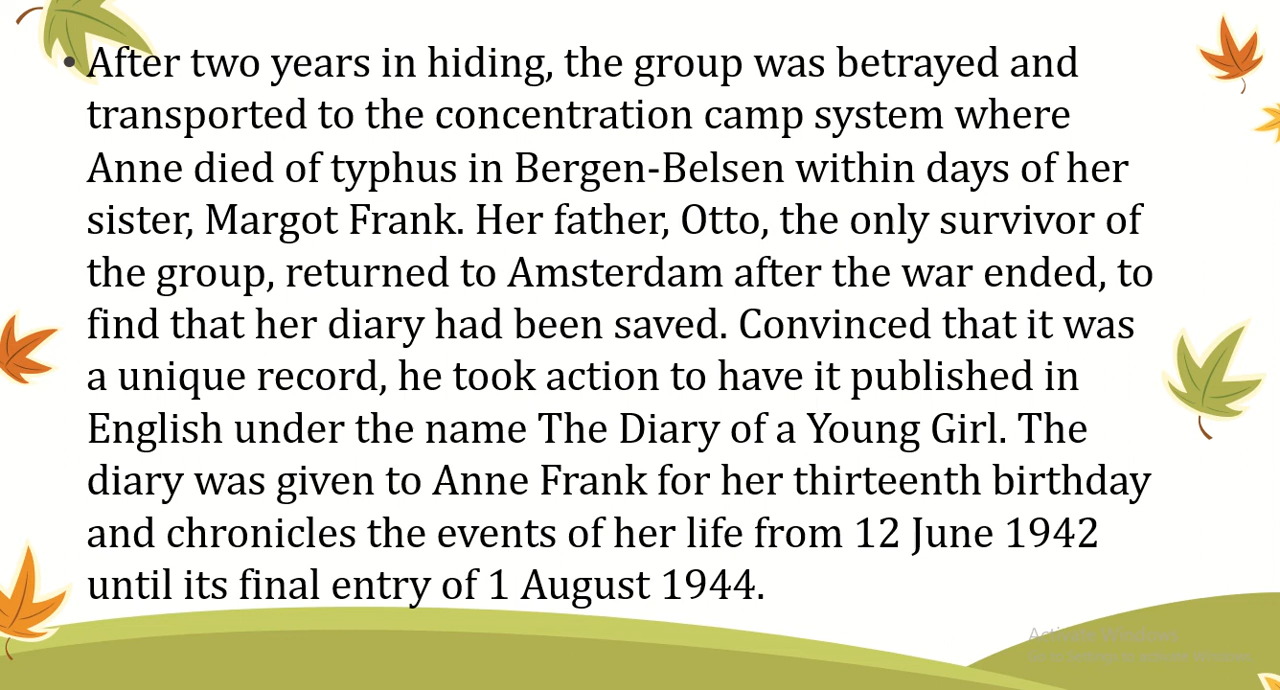 • After two years in hiding, the group was betrayed and
transported to the concentration camp system where
Anne died of typhus in Bergen-Belsen within days of her
sister, Margot Frank. Her father, Otto, the only survivor of
the group, returned to Amsterdam after the war ended, to
find that her diary had been saved. Convinced that it was
a unique record, he took action to have it published in
English under the name The Diary of a Young Girl. The
diary was given to Anne Frank for her thirteenth birthday
and chronicles the events of her life from 12 June 1942
until its final entry of 1 August 1944.
Activate Windows